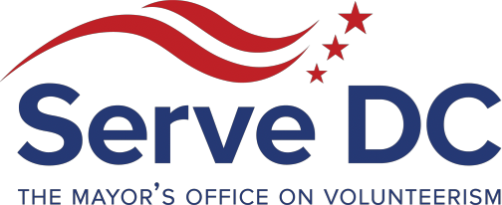 Serve DC
THE MAYOR'S OFFICE ON VOLUNTEERISM